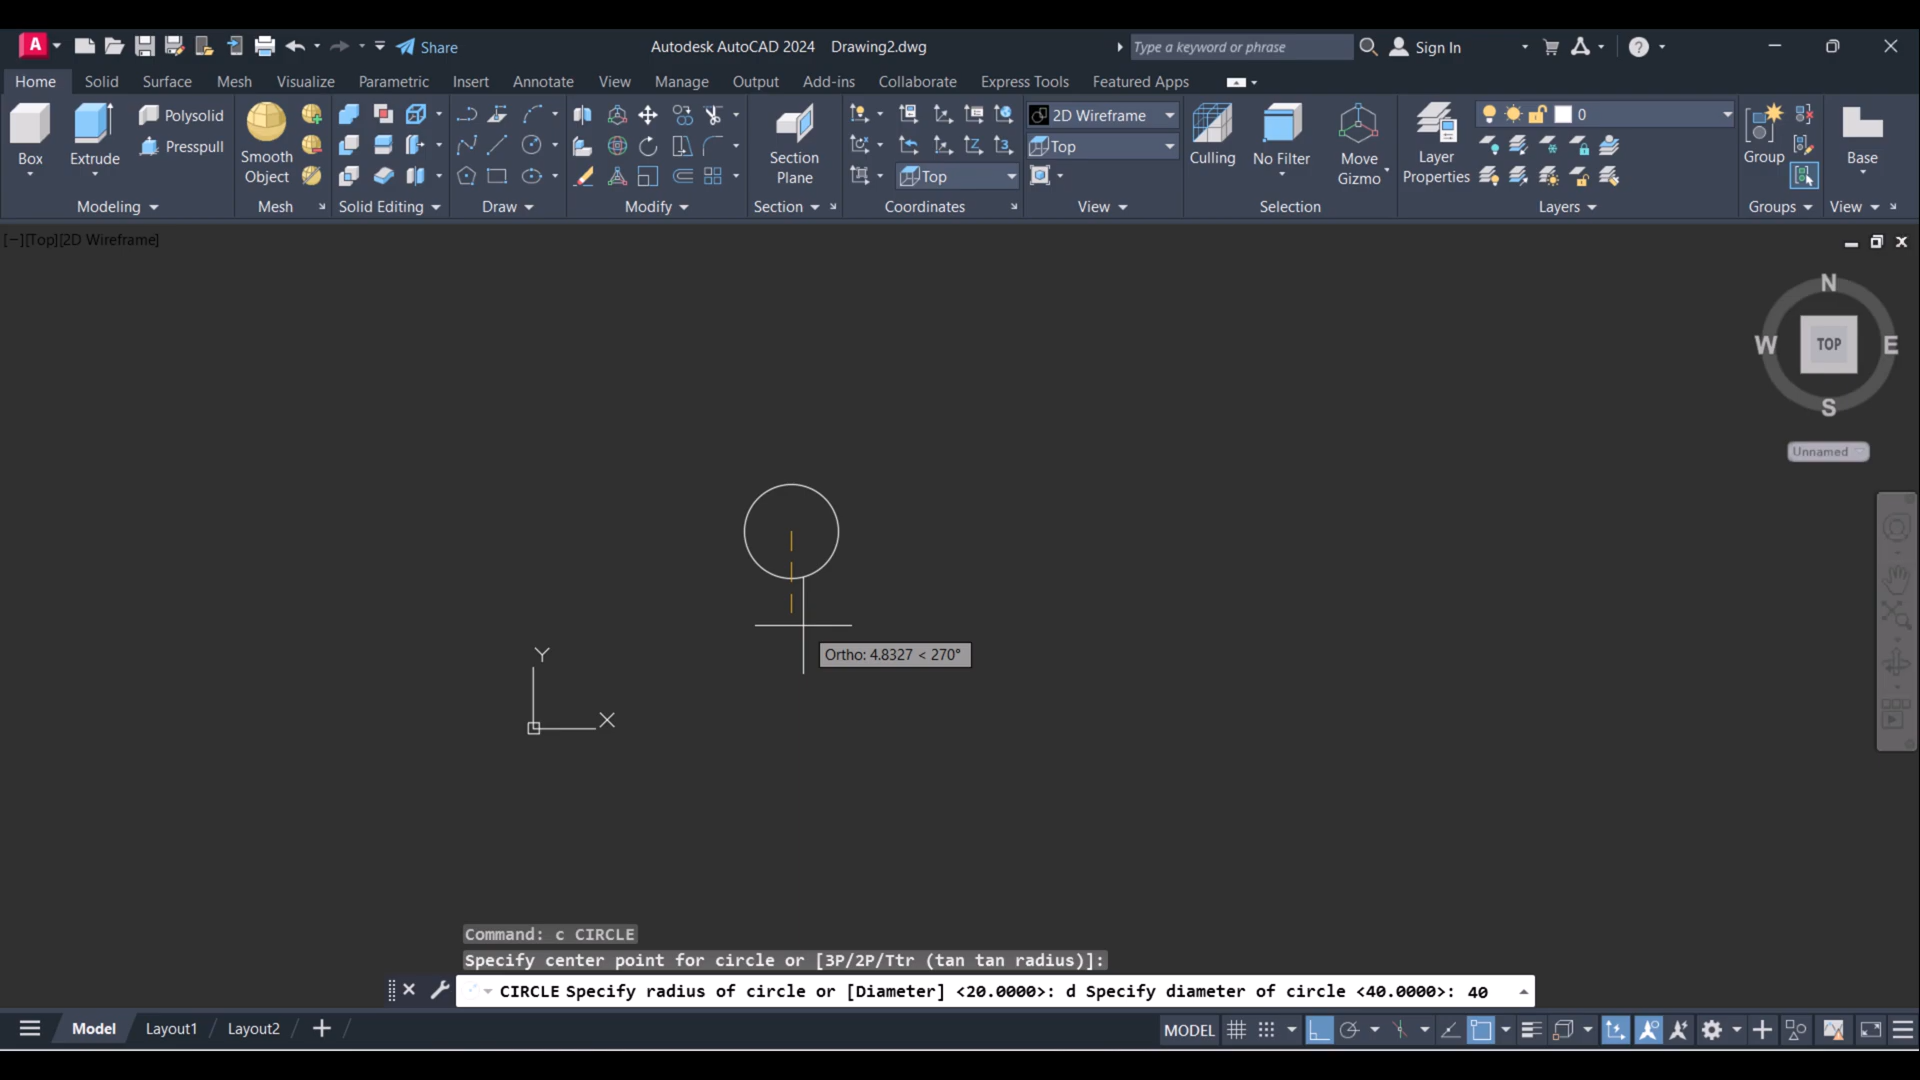 A
Share
Autodesk AutoCAD 2024 Drawing2.dwg
Type a keyword or phrase
Sign In
Home Solid Surface Mesh Visualize Parametric Insert Annotate View Manage Output Add-ins Collaborate Express Tools Featured Apps
Box
Extrude
Polysolid
Presspull
Smooth
Object
Section
Plane
Top
2D Wireframe
Top
Culling
No Filter
Move
Gizmo
Layer
Properties
0
Group
Base
Modeling Mesh Solid Editing Draw Modify Section Coordinates View Selection Layers Groups View
[−][Top][2D Wireframe]
N
W TOP E
S
Unnamed
Ortho: 4.8327 < 270°
Y
X
Command: c CIRCLE
Specify center point for circle or [3P/2P/Ttr (tan tan radius)]:
CIRCLE Specify radius of circle or [Diameter] <20.0000>: d Specify diameter of circle <40.0000>: 40
Model Layout1 Layout2
MODEL